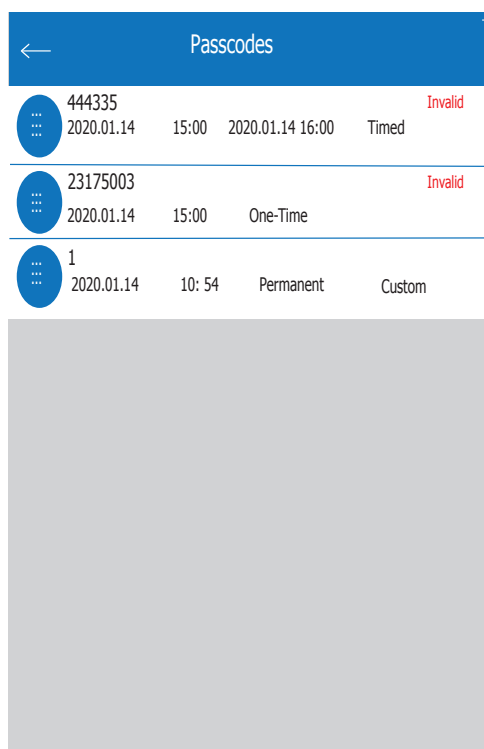 Passcodes
444335 Invalid
2020.01.14 15:00 2020.01.14 16:00 Timed
23175003 Invalid
2020.01.14 15:00 One-Time
1
2020.01.14 10: 54 Permanent Custom